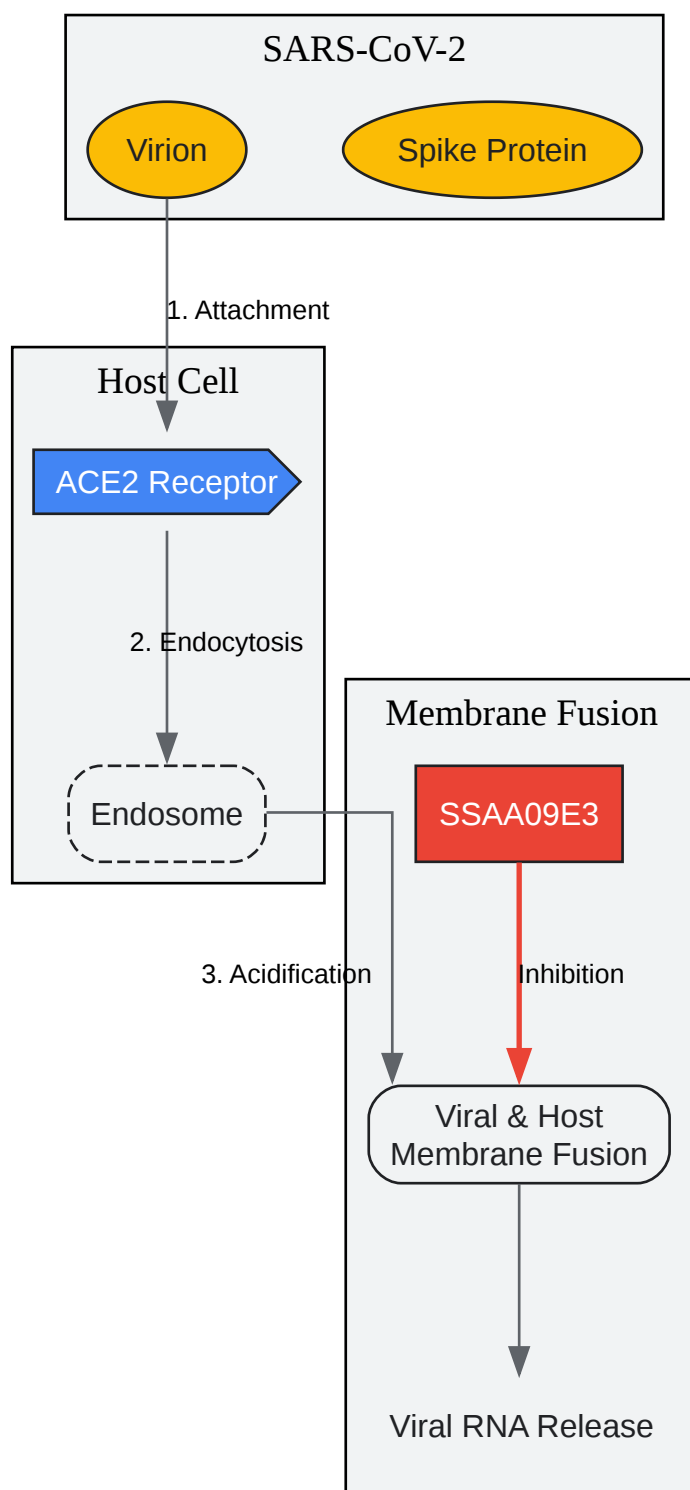 SARS-CoV-2
Virion
Spike Protein
1. Attachment
Host Cell
ACE2 Receptor
2. Endocytosis
Membrane Fusion
Endosome
SSAA09E3
3. Acidification
Inhibition
Viral & Host
Membrane Fusion
Viral RNA Release